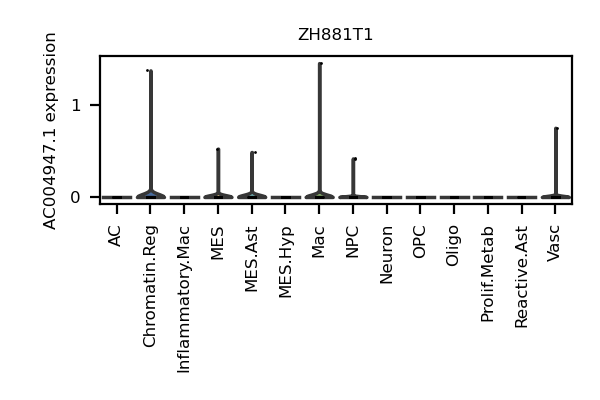 ZH881T1
AC004947.1 expression
1
0
AC
Chromatin.Reg
Inflammatory.Mac
MES
MES.Ast
MES.Hyp
Mac
NPC
Neuron
OPC
Oligo
Prolif.Metab
Reactive.Ast
Vasc